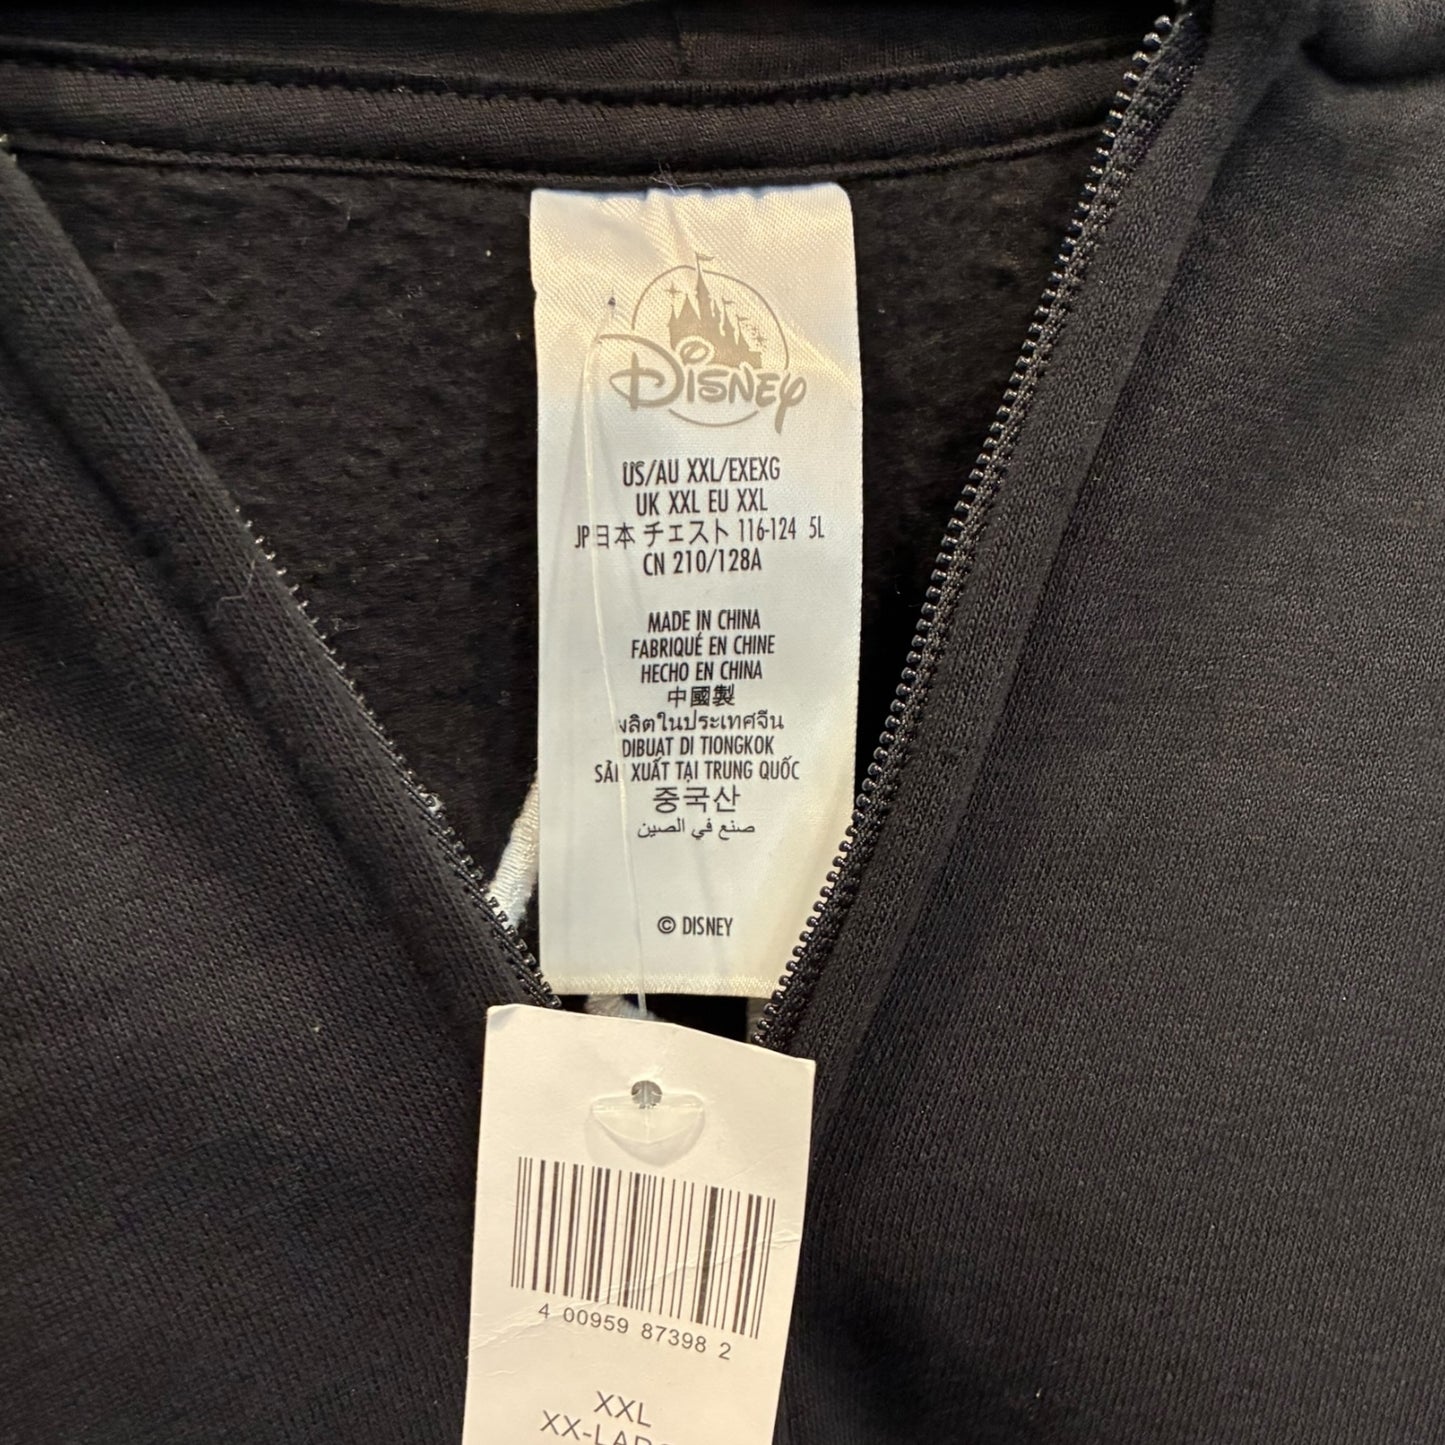 Disney
US/AU XXL/EXEXG
UK XXL EU XXL
JP日本 チェスト 116-124 5L
CN 210/128A
MADE IN CHINA
FABRIQUÉ EN CHINE
HECHO EN CHINA
中國製
ผลิตในประเทศจีน
DIBUAT DI TIONGKOK
SẢN XUẤT TẠI TRUNG QUỐC
중국산
صنع في الصين
© DISNEY
4 00959 87398 2
XXL